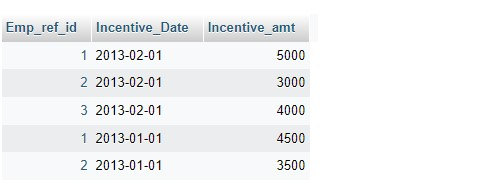 Emp_ref_id Incentive_Date Incentive_amt
1 2013-02-01 5000
2 2013-02-01 3000
3 2013-02-01 4000
1 2013-01-01 4500
2 2013-01-01 3500